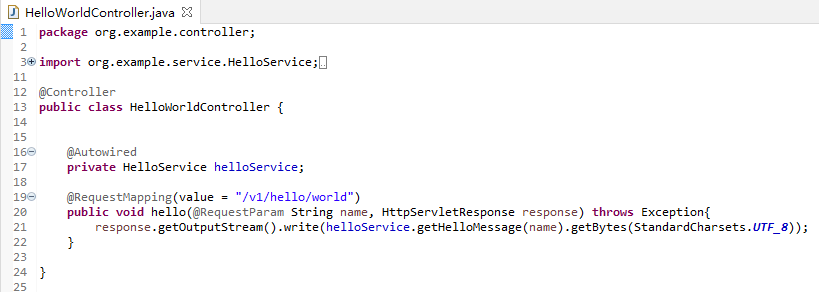 HelloWorldController.java
1 package org.example.controller;
2
3 import org.example.service.HelloService;
11
12 @Controller
13 public class HelloWorldController {
14
15
16 @Autowired
17 private HelloService helloService;
18
19 @RequestMapping(value = "/v1/hello/world")
20 public void hello(@RequestParam String name, HttpServletResponse response) throws Exception{
21 response.getOutputStream().write(helloService.getHelloMessage(name).getBytes(StandardCharsets.UTF_8));
22 }
23
24 }
25